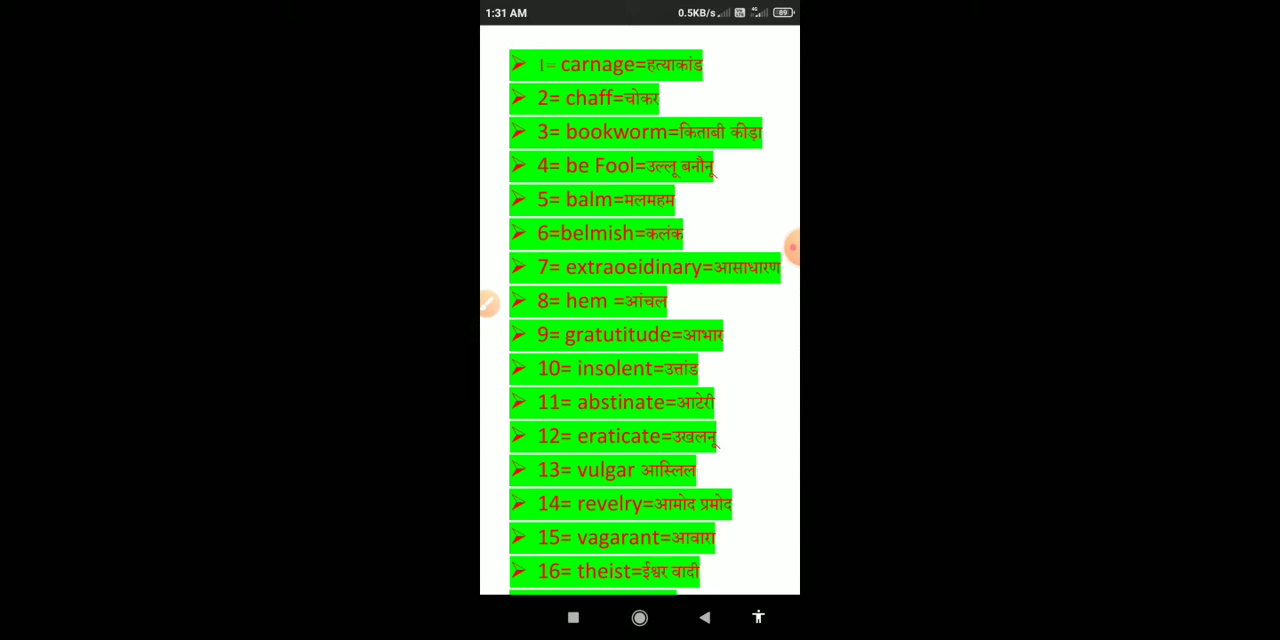 1:31 AM 0.5KB/s 4G 89
➢ 1= carnage=हत्याकांड
➢ 2= chaff=चोकर
➢ 3= bookworm=किताबी कीड़ा
➢ 4= be Fool=उल्लू बनौनू
➢ 5= balm=मलमहम
➢ 6=belmish=कलंक
➢ 7= extraoeidinary=आसाधारण
➢ 8= hem =आंचल
➢ 9= gratutitude=आभार
➢ 10= insolent=उत्तांड
➢ 11= abstinate=आटेरी
➢ 12= eraticate=उखलनू
➢ 13= vulgar आस्लिल
➢ 14= revelry=आमोद प्रमोद
➢ 15= vagarant=आवारा
➢ 16= theist=ईश्वर वादी